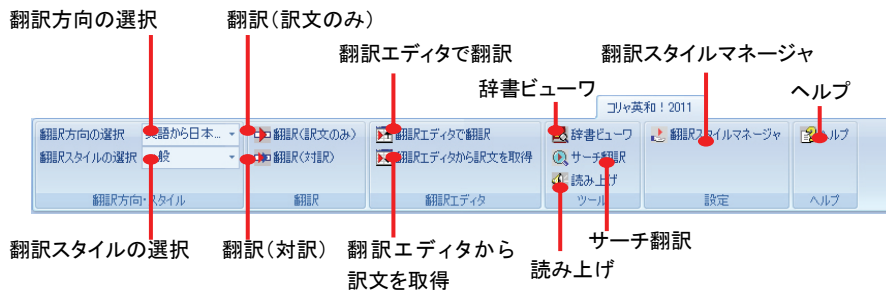 翻訳方向の選択
翻訳(訳文のみ)
翻訳エディタで翻訳
翻訳スタイルマネージャ
辞書ビューワ
ヘルプ
コリャ英和!2011
翻訳方向の選択 英語から日本...
翻訳(訳文のみ)
翻訳エディタで翻訳
辞書ビューワ
翻訳スタイルマネージャ
ヘルプ
翻訳スタイルの選択 一般
翻訳(対訳)
翻訳エディタから訳文を取得
サーチ翻訳
読み上げ
翻訳方向・スタイル
翻訳
翻訳エディタ
ツール
設定
ヘルプ
翻訳スタイルの選択
翻訳(対訳)
翻訳エディタから
訳文を取得
読み上げ
サーチ翻訳